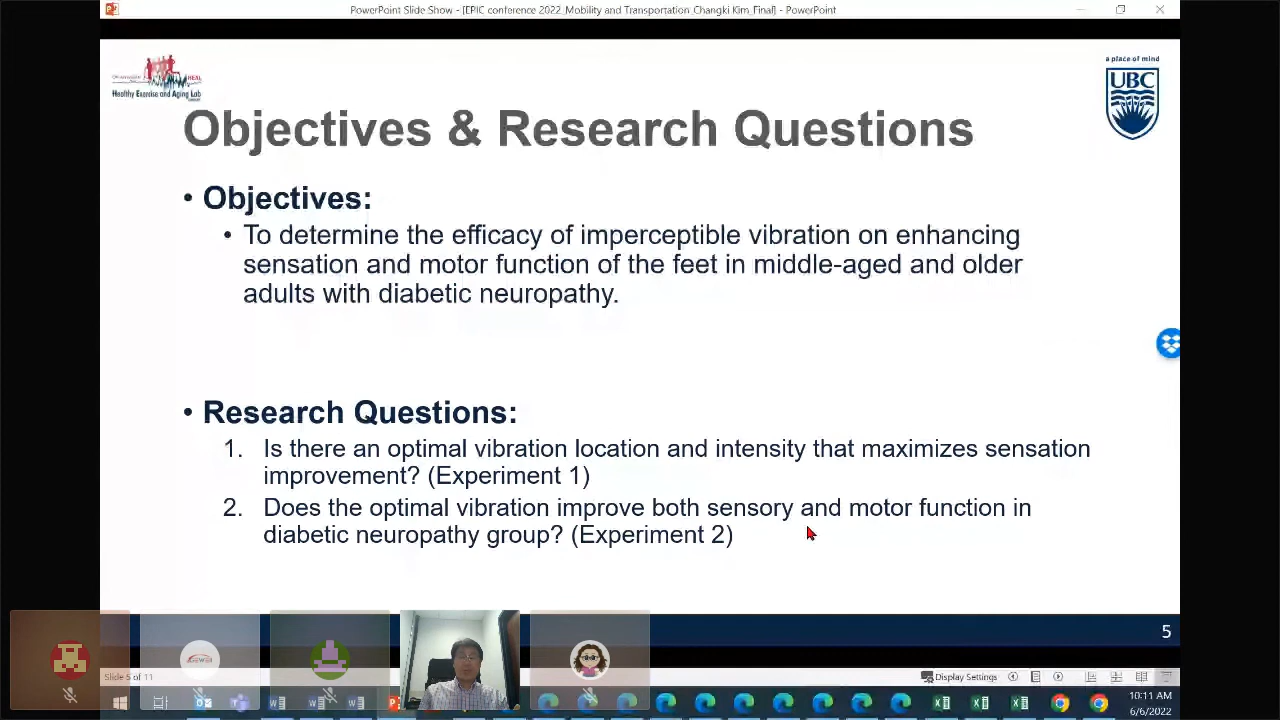 PowerPoint Slide Show - [EPIC conference 2022_Mobility and Transportation_Changki Kim_Final] - PowerPoint
HEAL
Healthy Exercise and Aging Lab
a place of mind
UBC
Objectives & Research Questions
• Objectives:
• To determine the efficacy of imperceptible vibration on enhancing
sensation and motor function of the feet in middle-aged and older
adults with diabetic neuropathy.
• Research Questions:
1. Is there an optimal vibration location and intensity that maximizes sensation
improvement? (Experiment 1)
2. Does the optimal vibration improve both sensory and motor function in
diabetic neuropathy group? (Experiment 2)
5
Slide 5 of 11
Display Settings
10:11 AM
6/6/2022